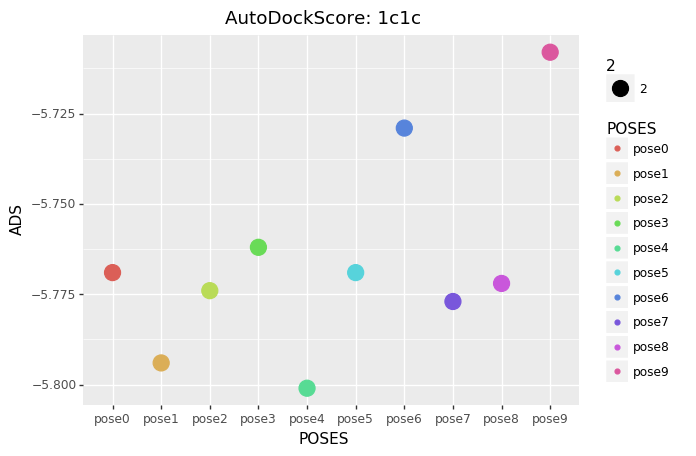 AutoDockScore: 1c1c
ADS
−5.725
−5.750
−5.775
−5.800
pose0 pose1 pose2 pose3 pose4 pose5 pose6 pose7 pose8 pose9
POSES
2
2
POSES
pose0
pose1
pose2
pose3
pose4
pose5
pose6
pose7
pose8
pose9